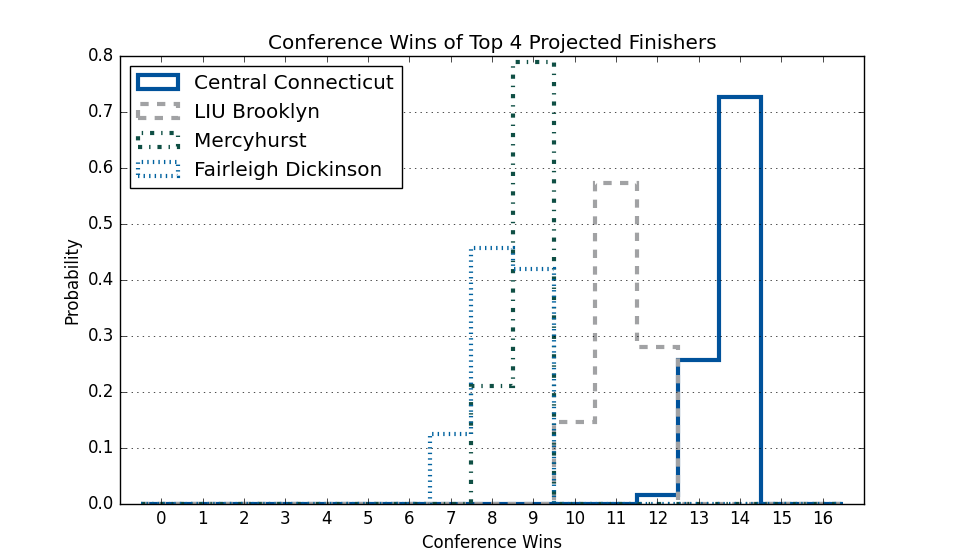 Conference Wins of Top 4 Projected Finishers
Central Connecticut
LIU Brooklyn
Mercyhurst
Fairleigh Dickinson
Probability
0.8
0.7
0.6
0.5
0.4
0.3
0.2
0.1
0.0
0 1 2 3 4 5 6 7 8 9 10 11 12 13 14 15 16
Conference Wins